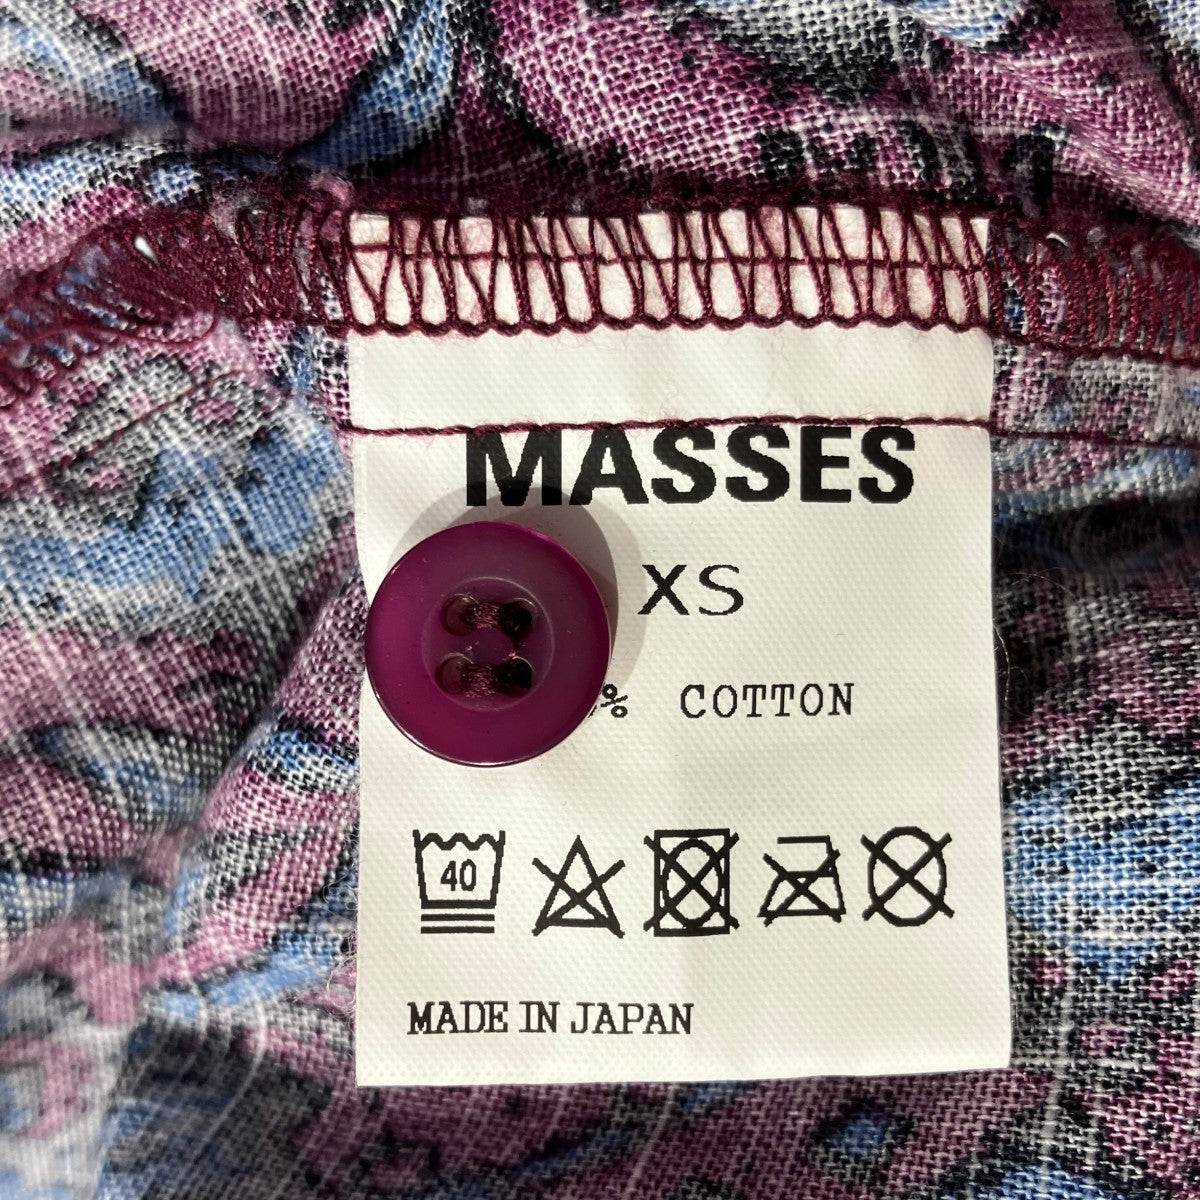 MASSES
XS
% COTTON
40
MADE IN JAPAN